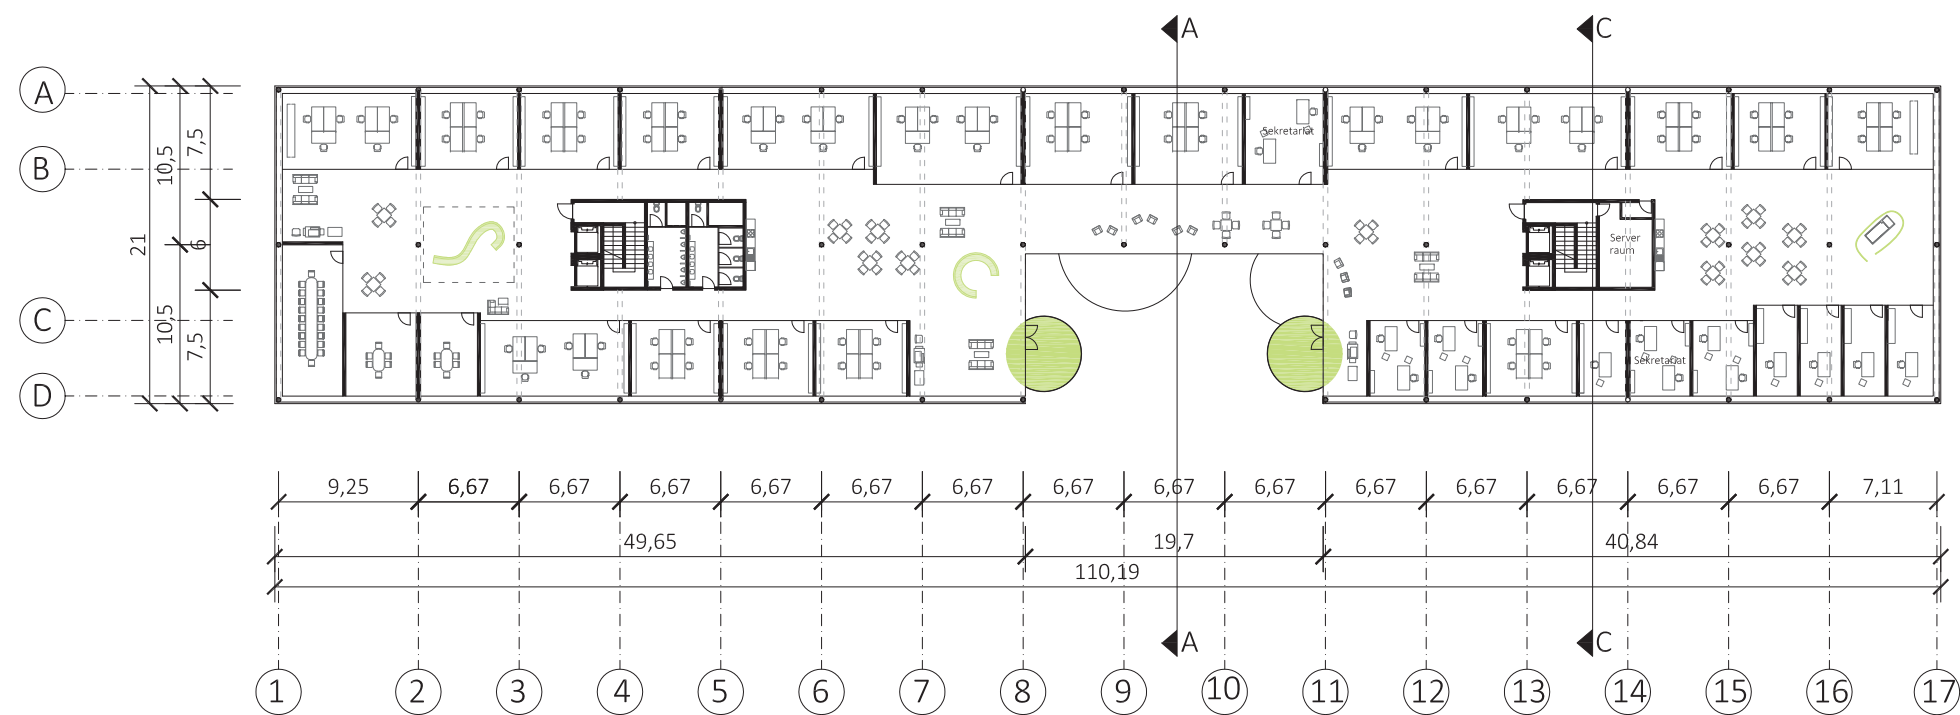 A C
A
B
C
D
7,5
10,5
6
21
10,5
7,5
Sekretariat
Server
raum
Sekretariat
9,25 6,67 6,67 6,67 6,67 6,67 6,67 6,67 6,67 6,67 6,67 6,67 6,67 6,67 6,67 7,11
49,65 19,7 40,84
110,19
A C
1 2 3 4 5 6 7 8 9 10 11 12 13 14 15 16 17